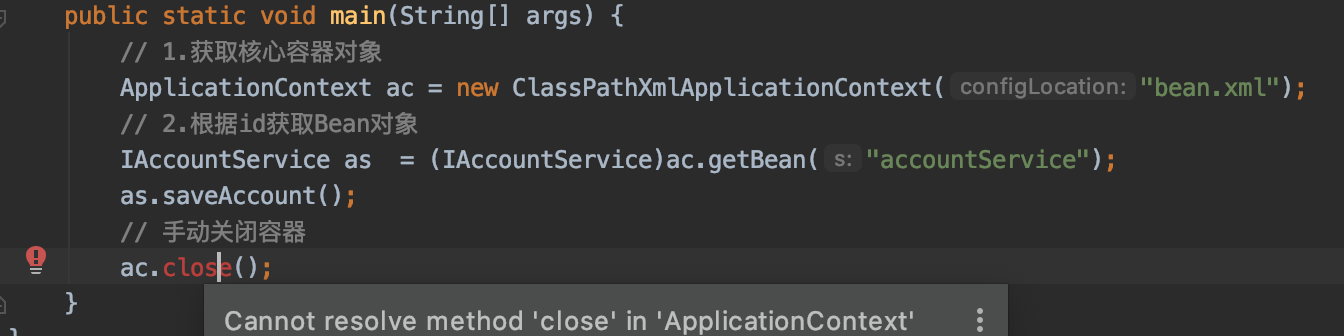 public static void main(String[] args) {
// 1.获取核心容器对象
ApplicationContext ac = new ClassPathXmlApplicationContext( configLocation: "bean.xml");
// 2.根据id获取Bean对象
IAccountService as  = (IAccountService)ac.getBean( s: "accountService");
as.saveAccount();
// 手动关闭容器
ac.close();
}
Cannot resolve method 'close' in 'ApplicationContext'
}